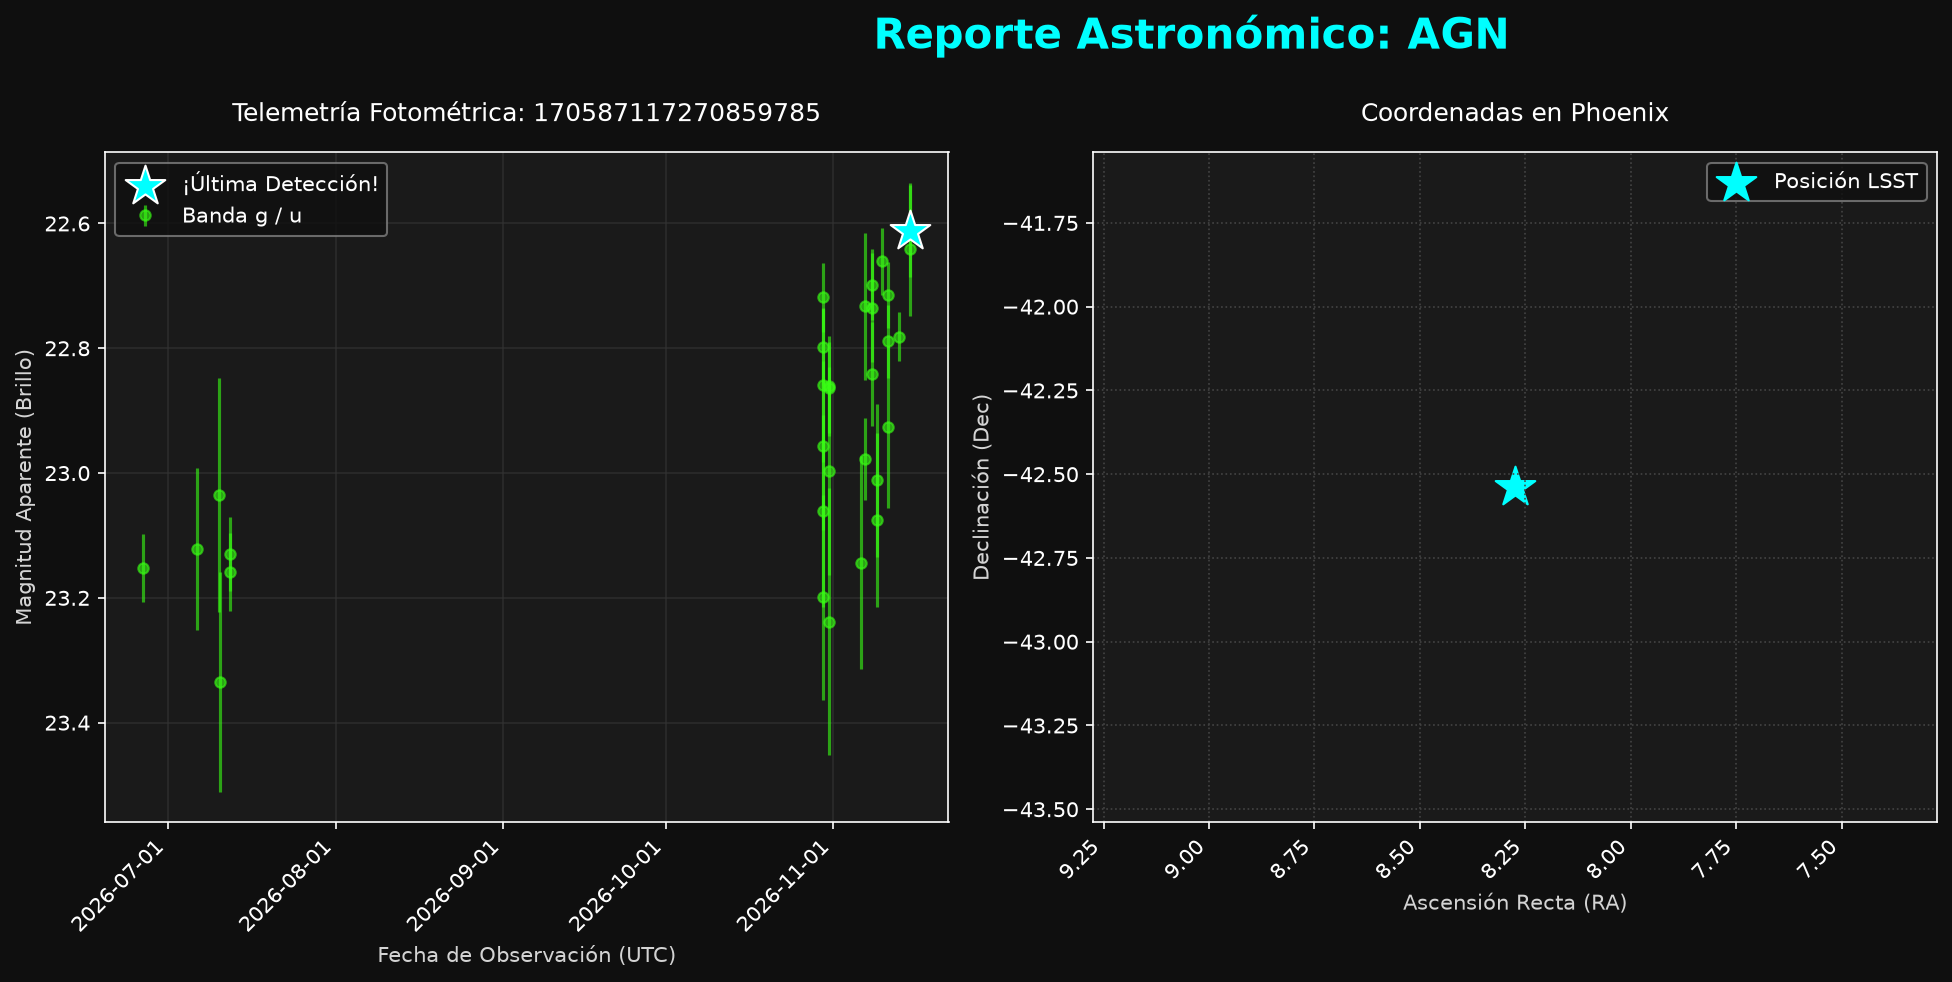 Reporte Astronómico: AGN
Telemetría Fotométrica: 170587117270859785
¡Última Detección!
Banda g / u
Magnitud Aparente (Brillo)
22.6
22.8
23.0
23.2
23.4
2026-07-01
2026-08-01
2026-09-01
2026-10-01
2026-11-01
Fecha de Observación (UTC)
Coordenadas en Phoenix
Posición LSST
Declinación (Dec)
−41.75
−42.00
−42.25
−42.50
−42.75
−43.00
−43.25
−43.50
9.25
9.00
8.75
8.50
8.25
8.00
7.75
7.50
Ascensión Recta (RA)